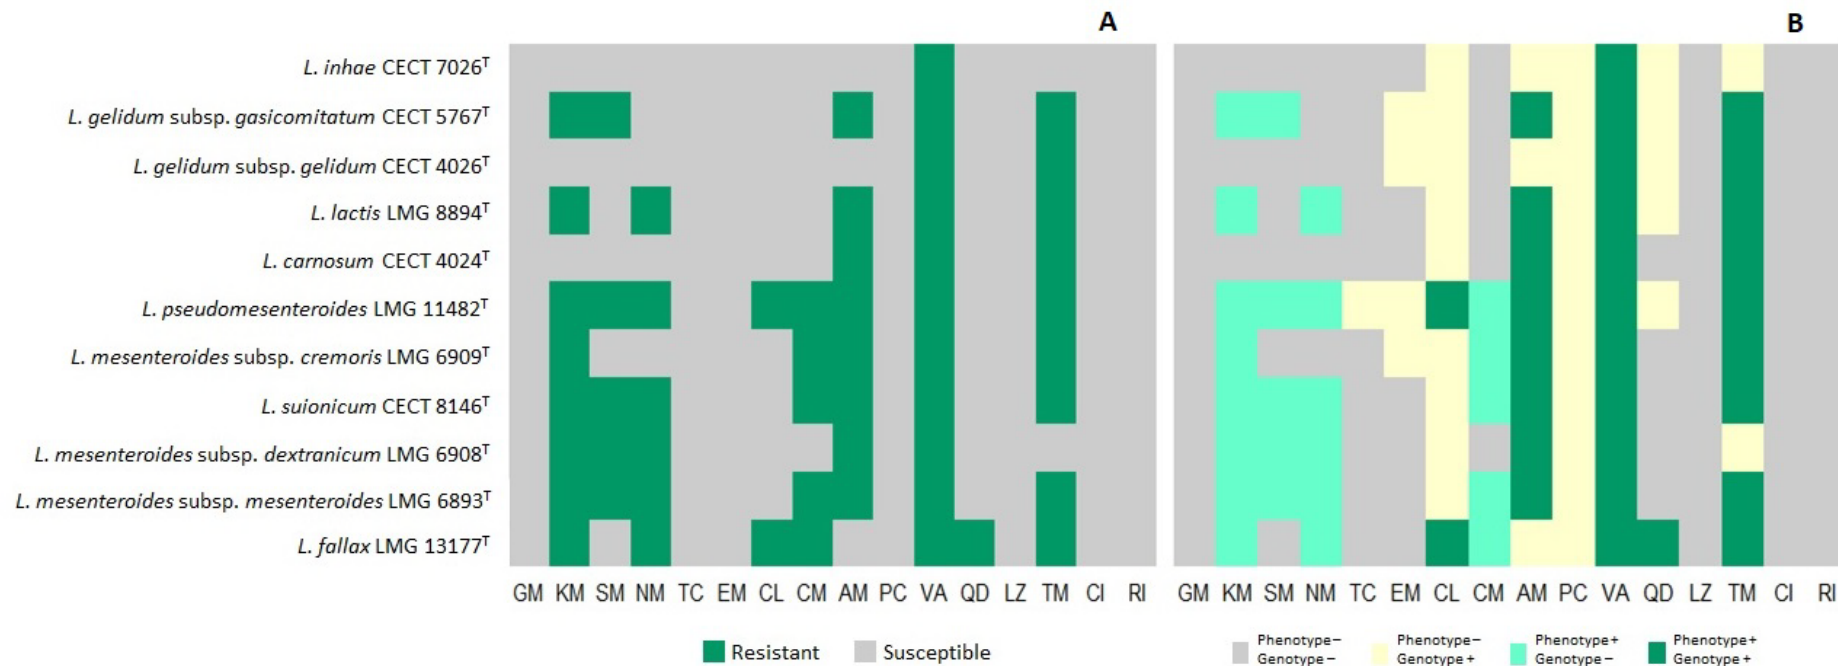 A
B
L. inhae CECT 7026ᵀ
L. gelidum subsp. gasicomitatum CECT 5767ᵀ
L. gelidum subsp. gelidum CECT 4026ᵀ
L. lactis LMG 8894ᵀ
L. carnosum CECT 4024ᵀ
L. pseudomesenteroides LMG 11482ᵀ
L. mesenteroides subsp. cremoris LMG 6909ᵀ
L. suionicum CECT 8146ᵀ
L. mesenteroides subsp. dextranicum LMG 6908ᵀ
L. mesenteroides subsp. mesenteroides LMG 6893ᵀ
L. fallax LMG 13177ᵀ
GM KM SM NM TC EM CL CM AM PC VA QD LZ TM CI RI
GM KM SM NM TC EM CL CM AM PC VA QD LZ TM CI RI
Resistant
Susceptible
Phenotype–
Genotype–
Phenotype–
Genotype+
Phenotype+
Genotype–
Phenotype+
Genotype+